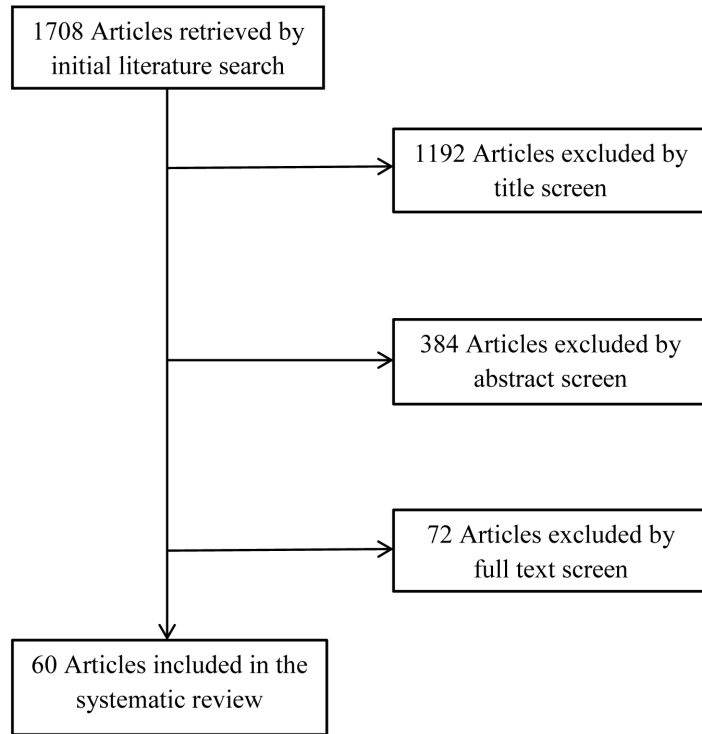 1708 Articles retrieved by
initial literature search
1192 Articles excluded by
title screen
384 Articles excluded by
abstract screen
72 Articles excluded by
full text screen
60 Articles included in the
systematic review